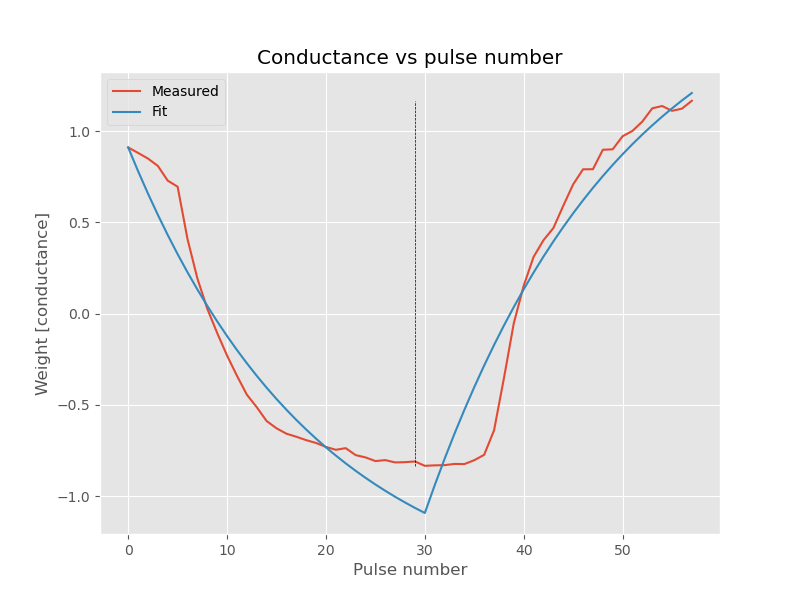 Conductance vs pulse number
Measured
Fit
1.0
0.5
0.0
−0.5
−1.0
Weight [conductance]
0 10 20 30 40 50
Pulse number